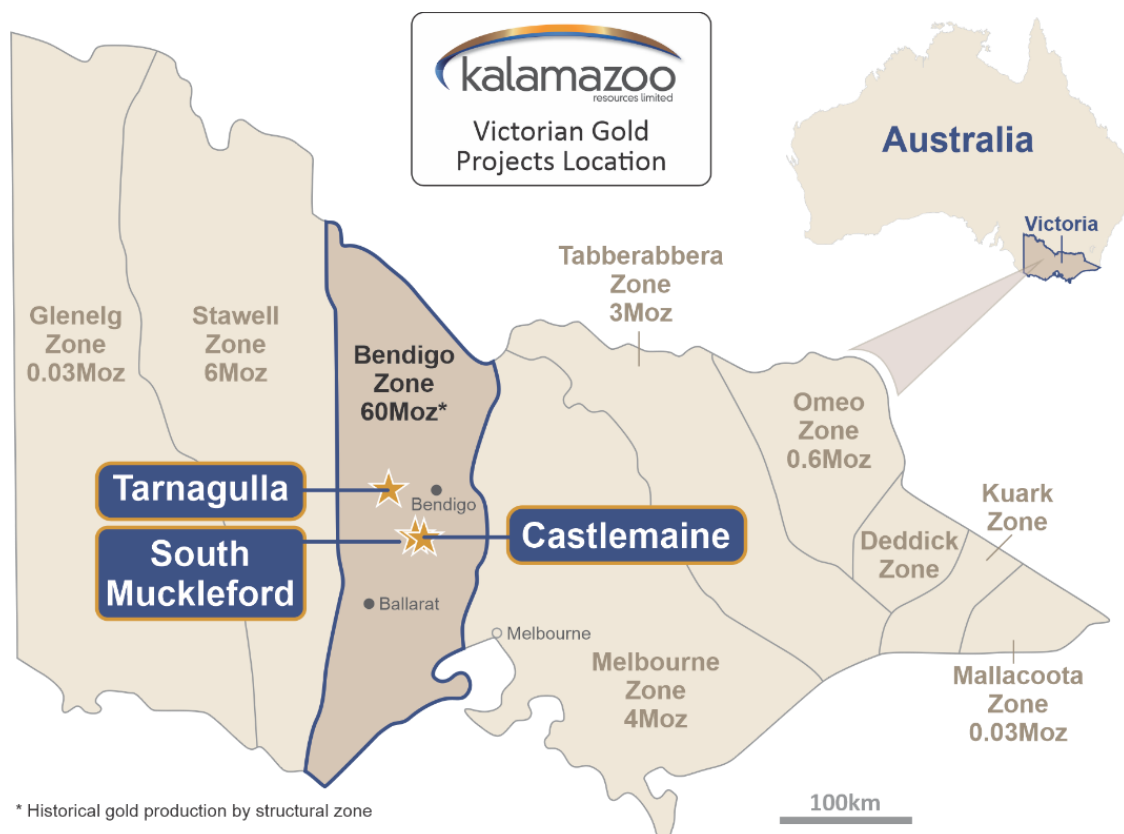 kalamazoo
resources limited
Victorian Gold
Projects Location
Australia
Victoria
Tabberabbera
Zone
3Moz
Glenelg
Zone
0.03Moz
Stawell
Zone
6Moz
Bendigo
Zone
60Moz*
Omeo
Zone
0.6Moz
Tarnagulla
Bendigo
Kuark
Zone
South
Muckleford
Castlemaine
Deddick
Zone
Ballarat
Melbourne
Melbourne
Zone
4Moz
Mallacoota
Zone
0.03Moz
* Historical gold production by structural zone
100km